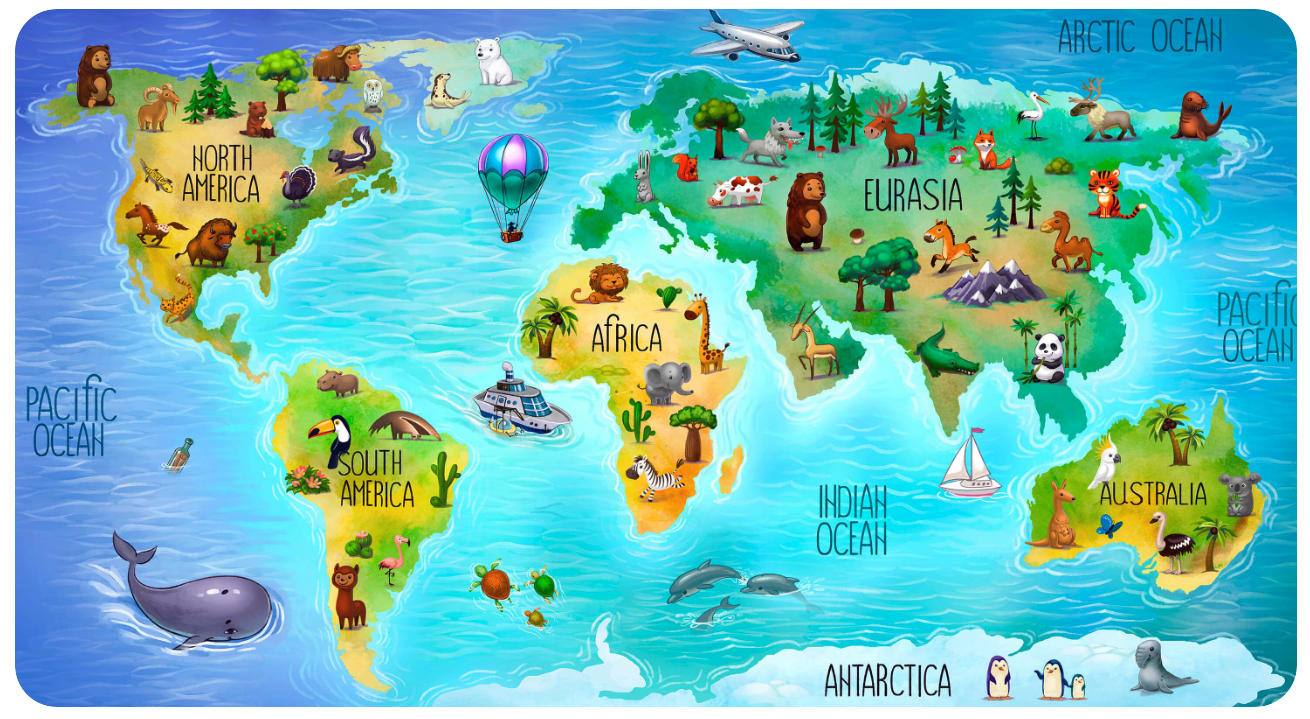 ARCTIC OCEAN
NORTH
AMERICA
EURASIA
AFRICA
PACIFIC
OCEAN
PACIFIC
OCEAN
SOUTH
AMERICA
INDIAN
OCEAN
AUSTRALIA
ANTARCTICA